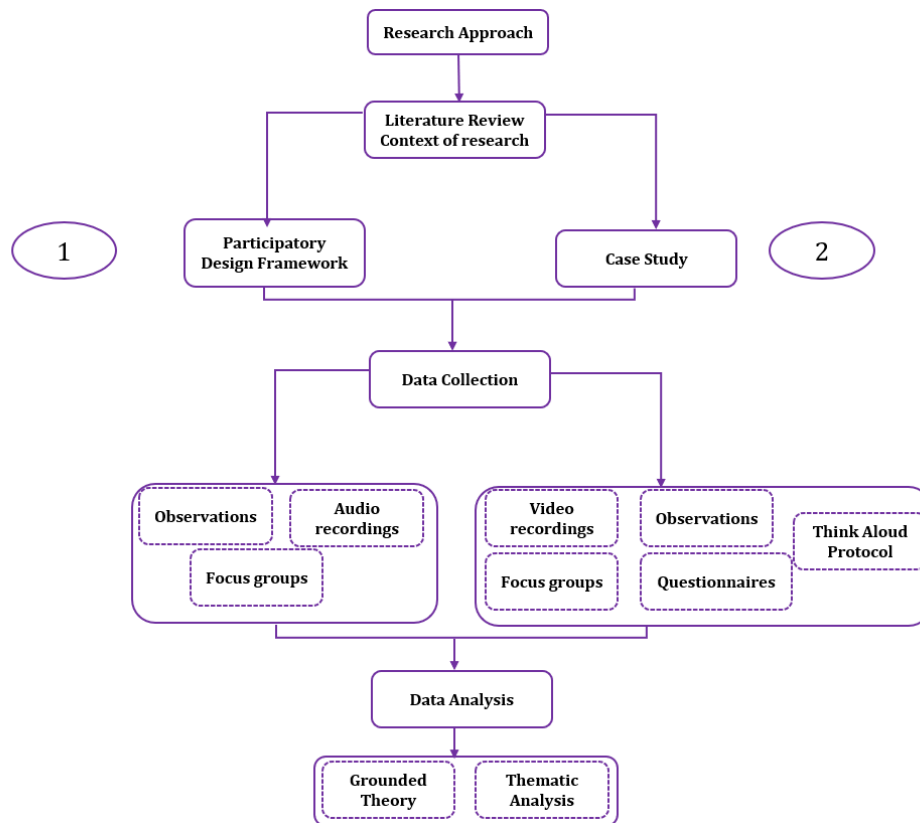 Research Approach
Literature Review
Context of research
1
Participatory
Design Framework
Case Study
2
Data Collection
Observations
Audio
recordings
Focus groups
Video
recordings
Observations
Think Aloud
Protocol
Focus groups
Questionnaires
Data Analysis
Grounded
Theory
Thematic
Analysis